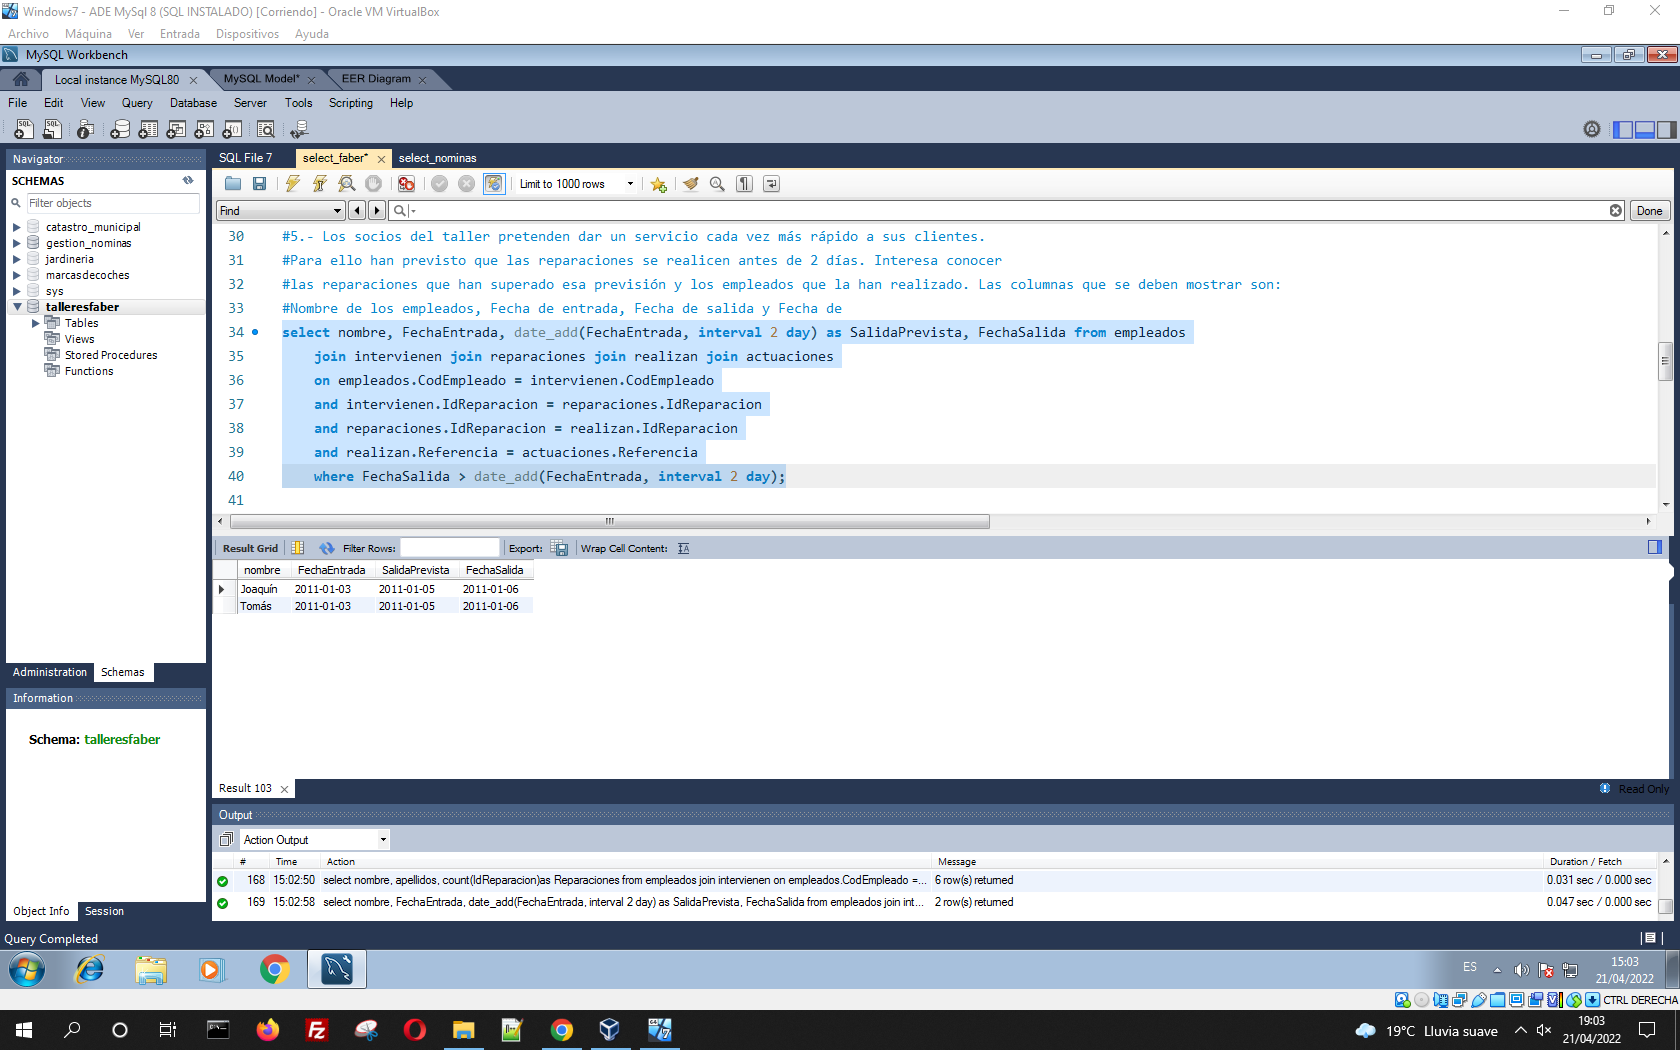 Windows7 - ADE MySql 8 (SQL INSTALADO) [Corriendo] - Oracle VM VirtualBox
Archivo Máquina Ver Entrada Dispositivos Ayuda
MySQL Workbench
Local instance MySQL80 MySQL Model* EER Diagram
File Edit View Query Database Server Tools Scripting Help
Navigator
SQL File 7 select_faber* select_nominas
SCHEMAS
Limit to 1000 rows
Filter objects
Find
Done
catastro_municipal
gestion_nominas
jardineria
marcasdecoches
sys
talleresfaber
Tables
Views
Stored Procedures
Functions
30 #5.- Los socios del taller pretenden dar un servicio cada vez más rápido a sus clientes.
31 #Para ello han previsto que las reparaciones se realicen antes de 2 días. Interesa conocer
32 #las reparaciones que han superado esa previsión y los empleados que la han realizado. Las columnas que se deben mostrar son:
33 #Nombre de los empleados, Fecha de entrada, Fecha de salida y Fecha de
34 select nombre, FechaEntrada, date_add(FechaEntrada, interval 2 day) as SalidaPrevista, FechaSalida from empleados
35 join intervienen join reparaciones join realizan join actuaciones
36 on empleados.CodEmpleado = intervienen.CodEmpleado
37 and intervienen.IdReparacion = reparaciones.IdReparacion
38 and reparaciones.IdReparacion = realizan.IdReparacion
39 and realizan.Referencia = actuaciones.Referencia
40 where FechaSalida > date_add(FechaEntrada, interval 2 day);
41
Result Grid Filter Rows: Export: Wrap Cell Content:
nombre FechaEntrada SalidaPrevista FechaSalida
Joaquín 2011-01-03 2011-01-05 2011-01-06
Tomás 2011-01-03 2011-01-05 2011-01-06
Administration Schemas
Information
Schema: talleresfaber
Result 103
Read Only
Output
Action Output
# Time Action Message Duration / Fetch
168 15:02:50 select nombre, apellidos, count(IdReparacion)as Reparaciones from empleados join intervienen on empleados.CodEmpleado =... 6 row(s) returned 0.031 sec / 0.000 sec
169 15:02:58 select nombre, FechaEntrada, date_add(FechaEntrada, interval 2 day) as SalidaPrevista, FechaSalida from empleados join int... 2 row(s) returned 0.047 sec / 0.000 sec
Object Info Session
Query Completed
ES
15:03
21/04/2022
CTRL DERECHA
19°C Lluvia suave
19:03
21/04/2022